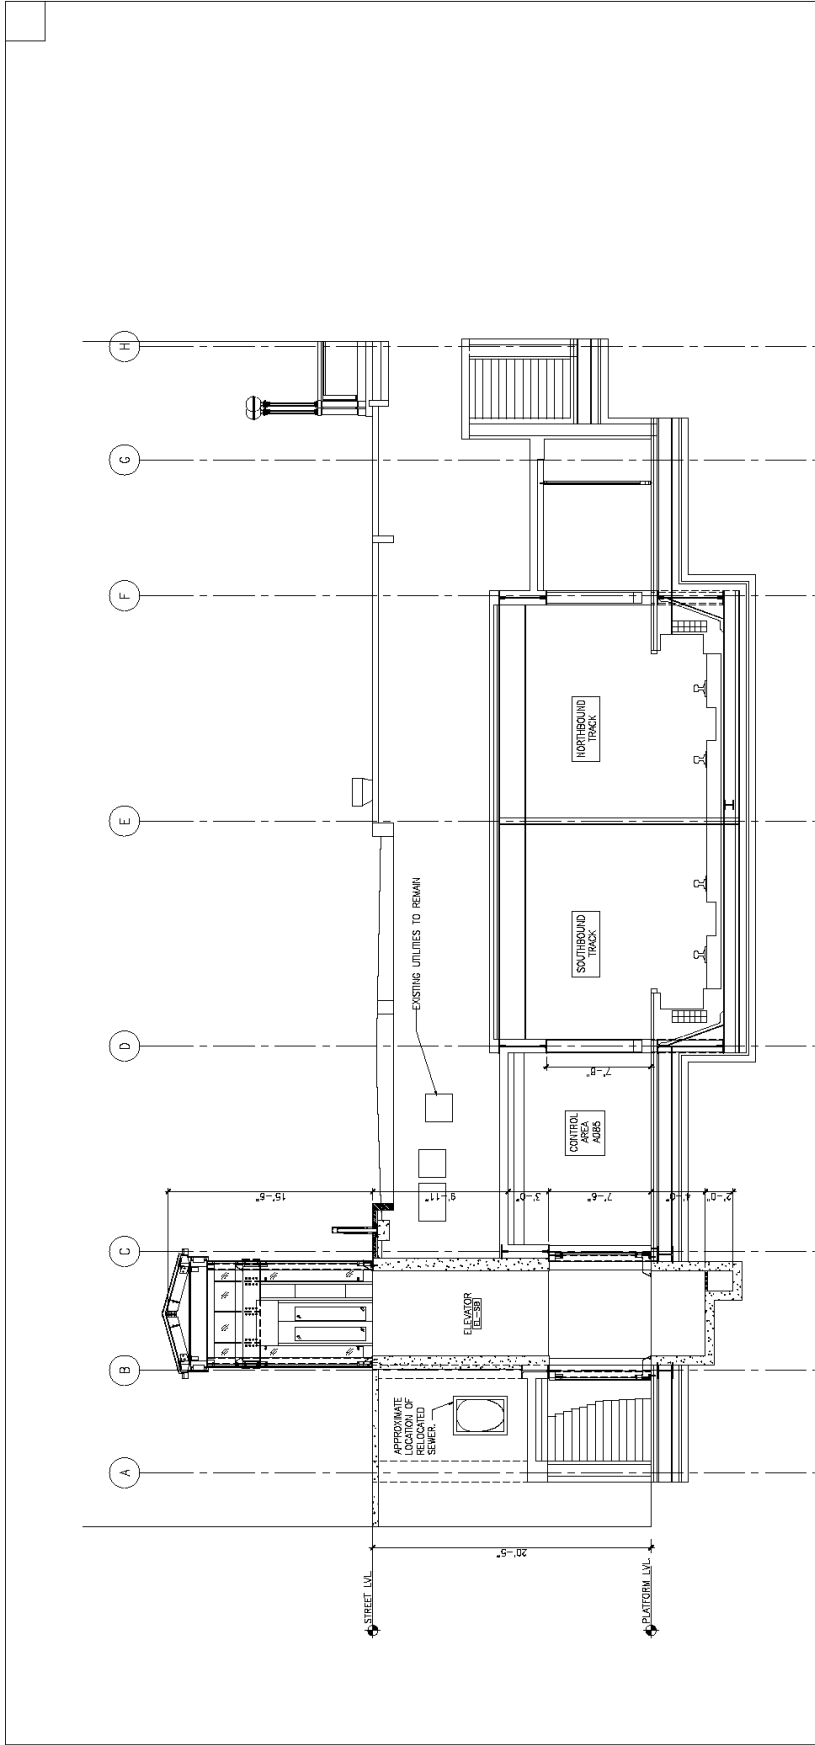 A
B
C
D
E
F
G
H
15'-6"
STREET LVL.
APPROXIMATE
LOCATION OF
RELOCATED
SEWER.
EXISTING UTILITIES TO REMAIN
9'-11"
20'-5"
ELEVATOR
EL-SB
3'-0"
7'-6"
CONTROL
AREA
A085
7'-8"
SOUTHBOUND
TRACK
NORTHBOUND
TRACK
PLATFORM LVL.
4'-0"
2'-0"